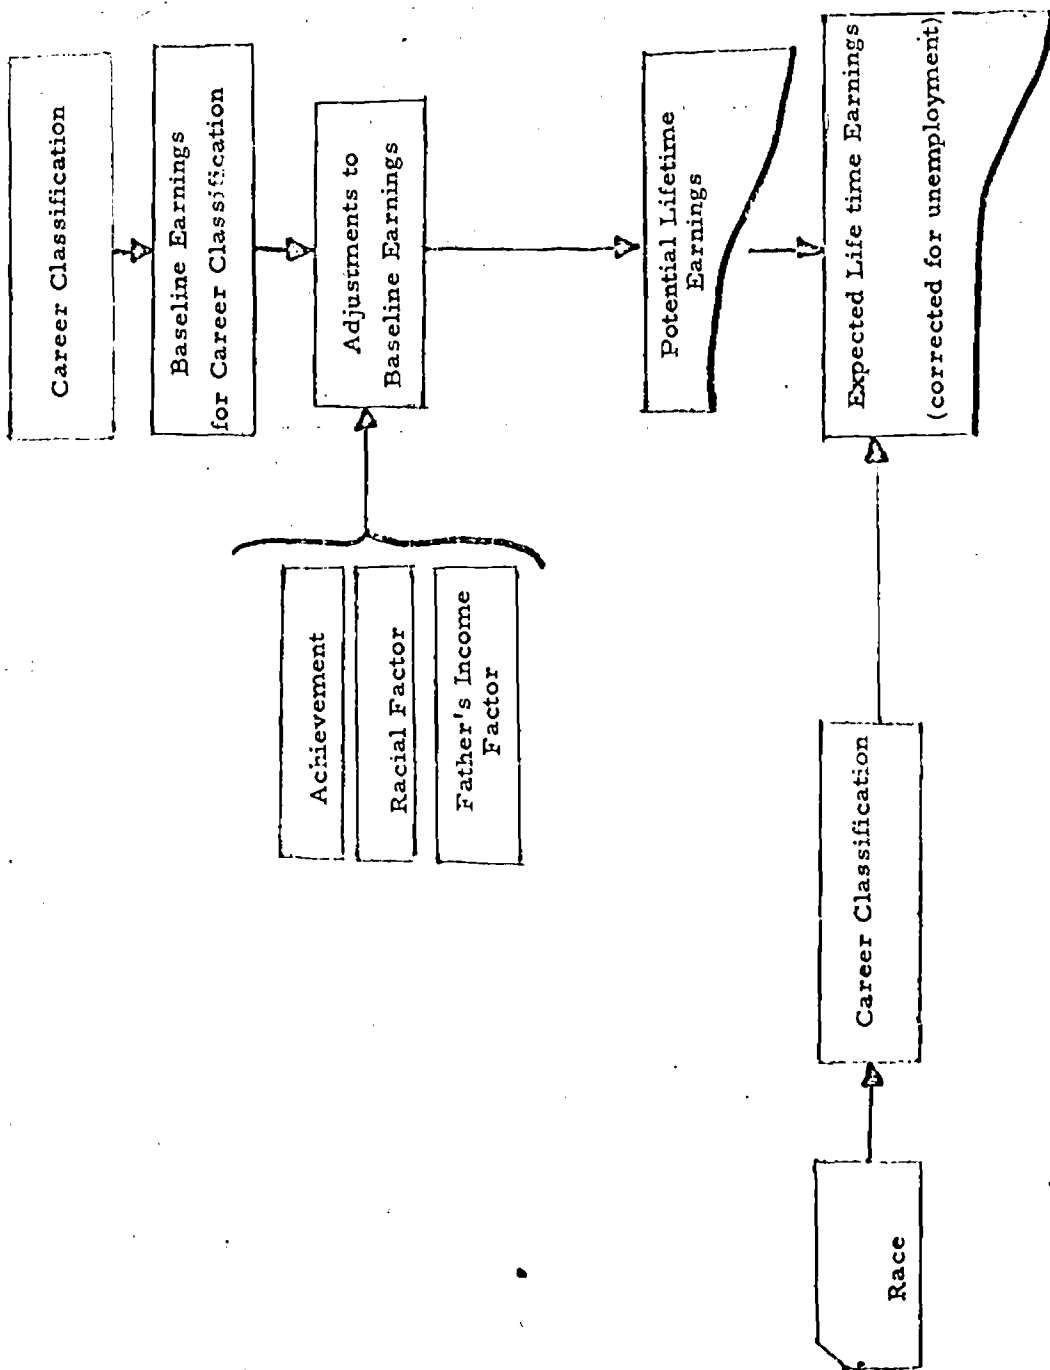 Career Classification
Baseline Earnings
for Career Classification
Adjustments to
Baseline Earnings
Achievement
Racial Factor
Father's Income
Factor
Potential Lifetime
Earnings
Expected Life time Earnings
(corrected for unemployment)
Career Classification
Race